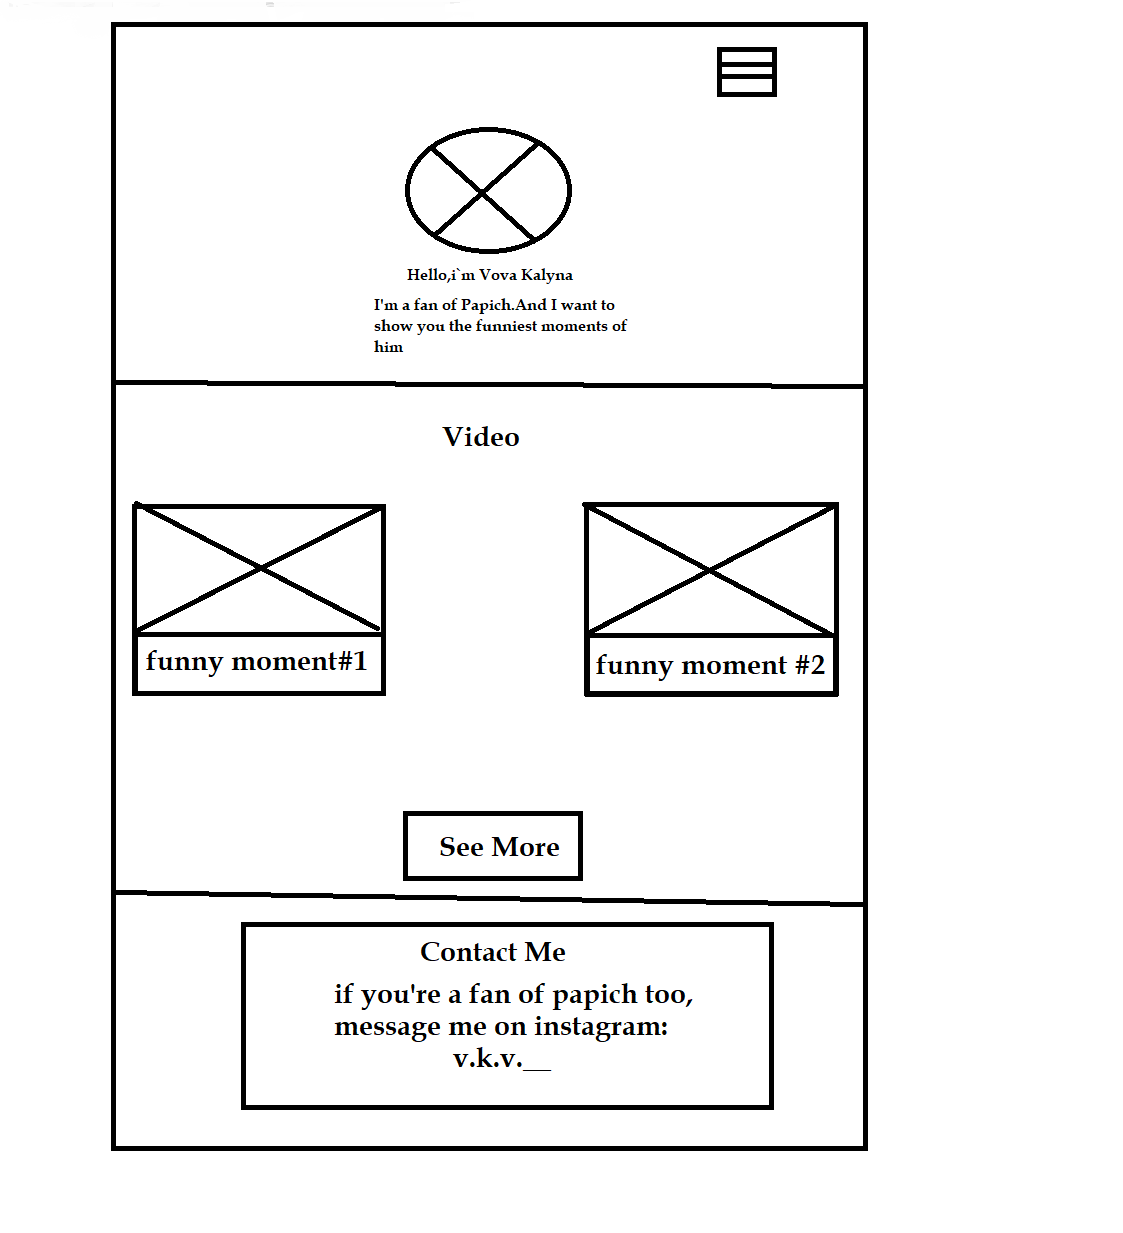 Hello,i`m Vova Kalyna
I'm a fan of Papich.And I want to
show you the funniest moments of
him
Video
funny moment#1
funny moment #2
See More
Contact Me
if you're a fan of papich too,
message me on instagram:
v.k.v.__